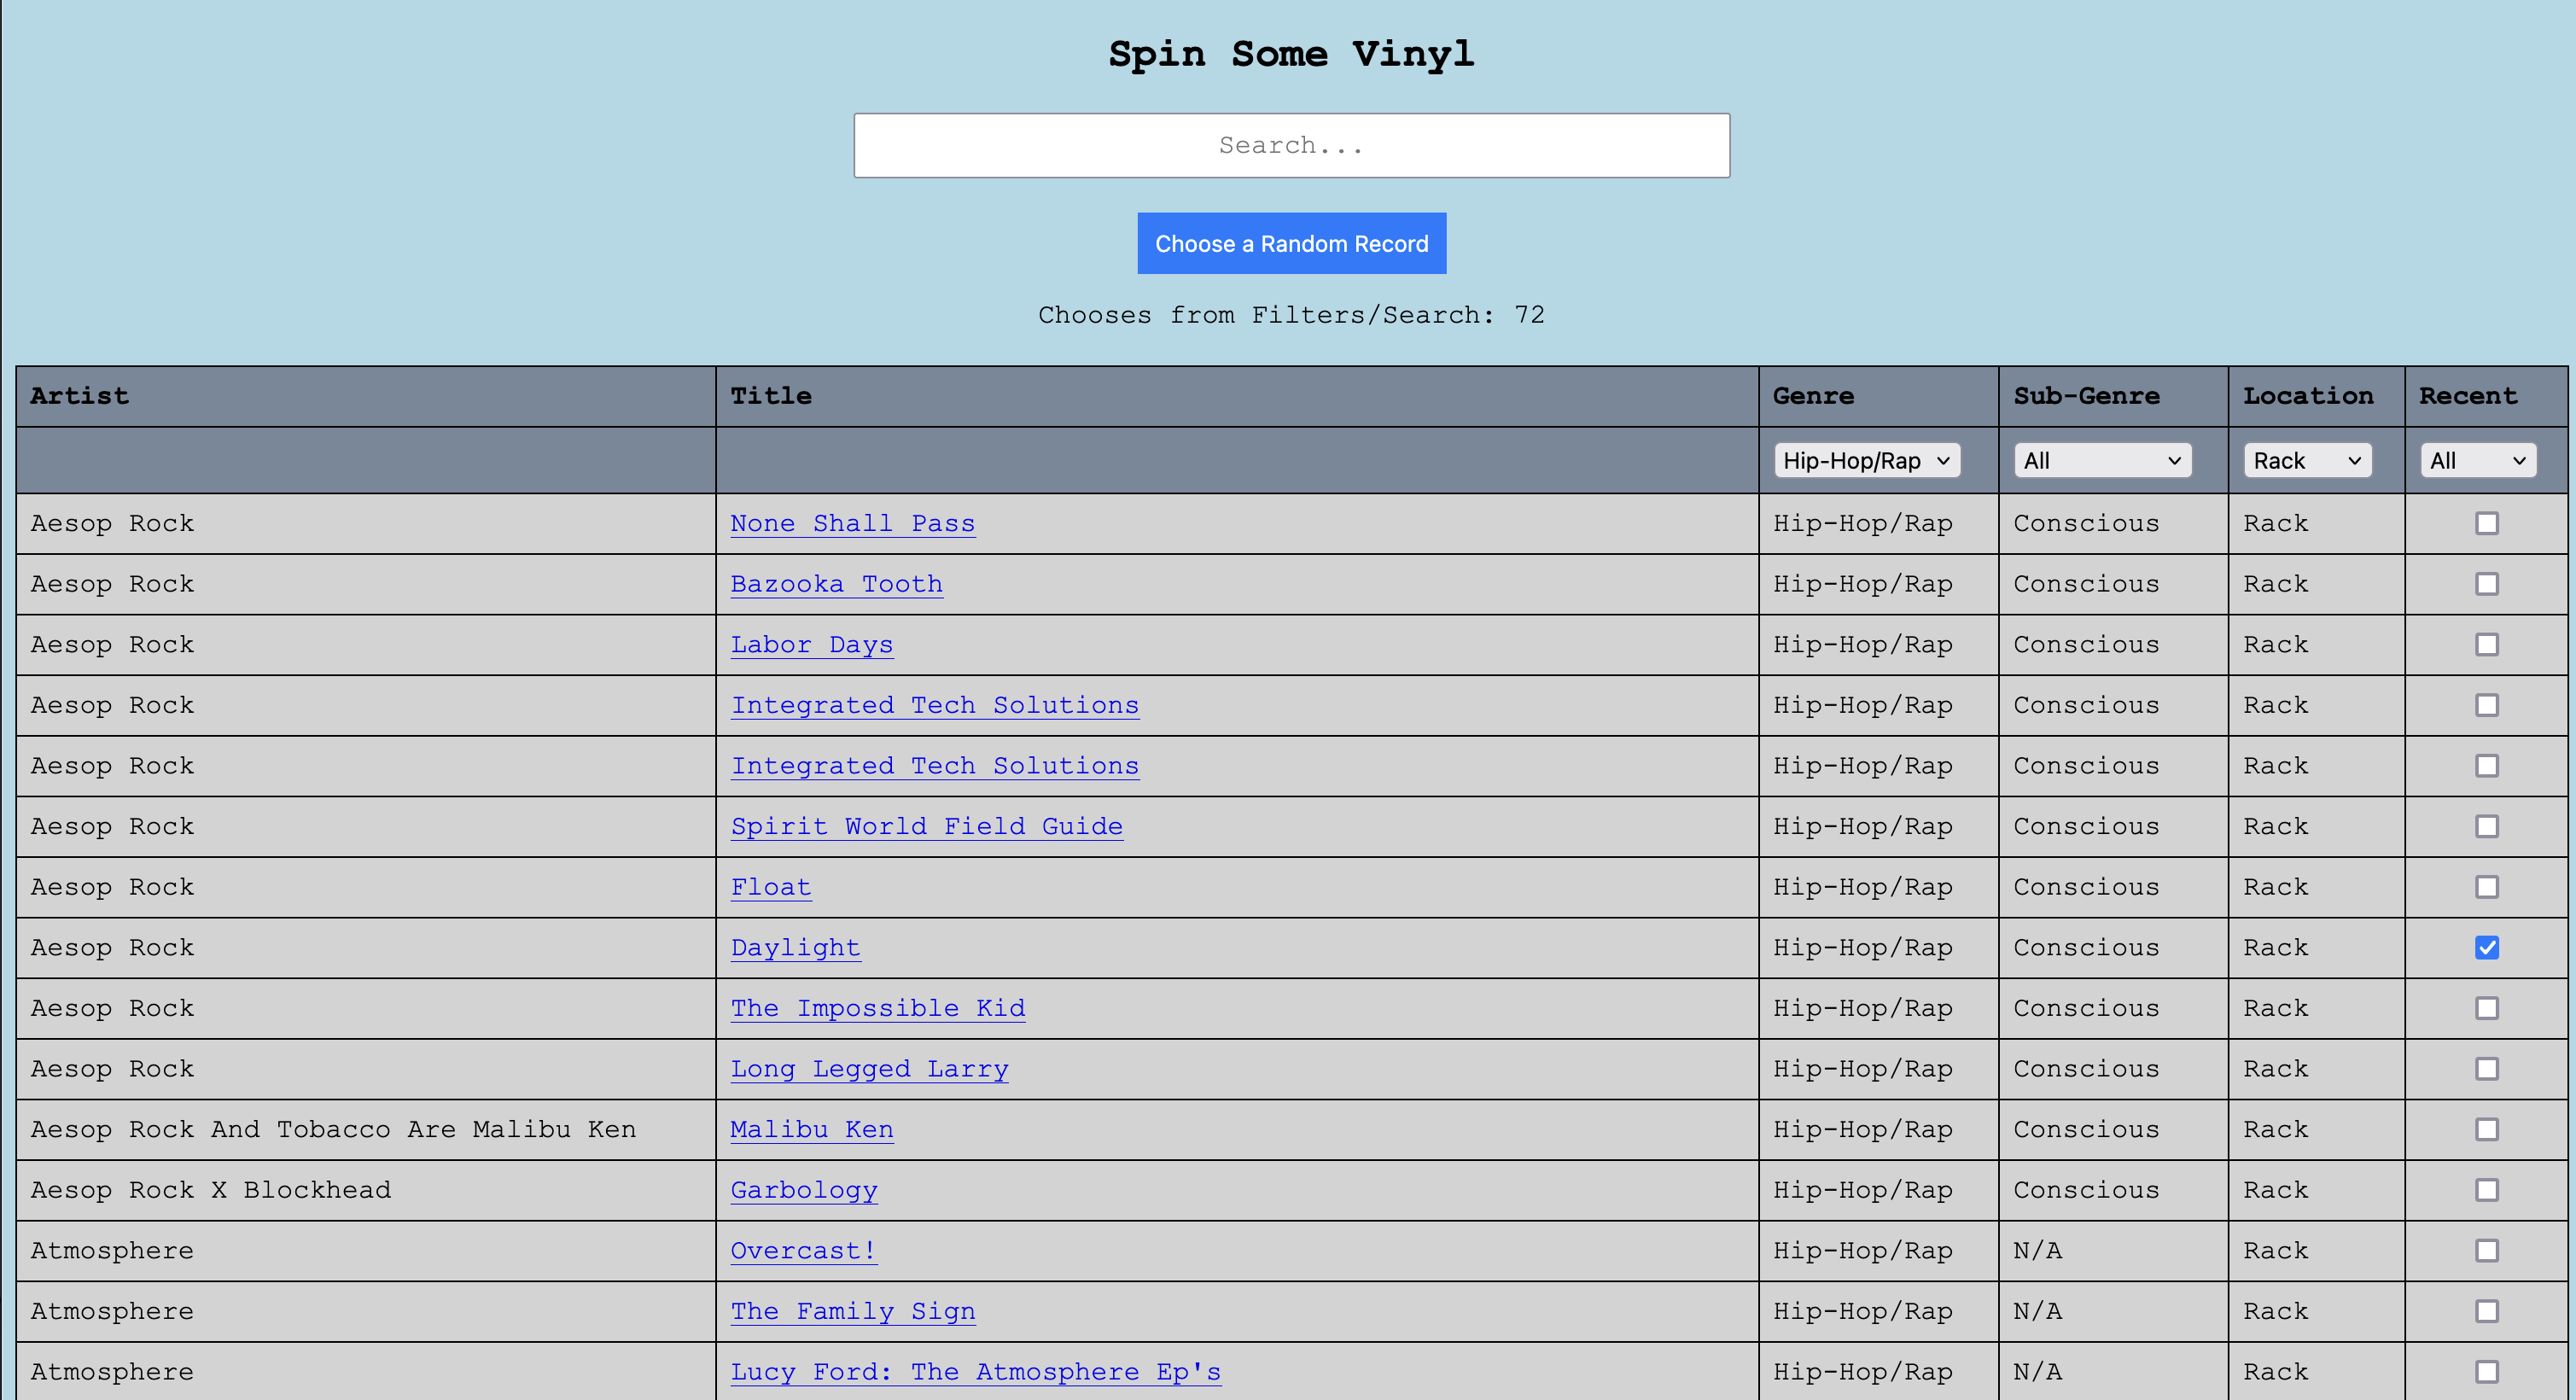 Spin Some Vinyl
Search...
Choose a Random Record
Chooses from Filters/Search: 72
Artist Title Genre Sub-Genre Location Recent
Hip-Hop/Rap All Rack All
Aesop Rock None Shall Pass Hip-Hop/Rap Conscious Rack
Aesop Rock Bazooka Tooth Hip-Hop/Rap Conscious Rack
Aesop Rock Labor Days Hip-Hop/Rap Conscious Rack
Aesop Rock Integrated Tech Solutions Hip-Hop/Rap Conscious Rack
Aesop Rock Integrated Tech Solutions Hip-Hop/Rap Conscious Rack
Aesop Rock Spirit World Field Guide Hip-Hop/Rap Conscious Rack
Aesop Rock Float Hip-Hop/Rap Conscious Rack
Aesop Rock Daylight Hip-Hop/Rap Conscious Rack
Aesop Rock The Impossible Kid Hip-Hop/Rap Conscious Rack
Aesop Rock Long Legged Larry Hip-Hop/Rap Conscious Rack
Aesop Rock And Tobacco Are Malibu Ken Malibu Ken Hip-Hop/Rap Conscious Rack
Aesop Rock X Blockhead Garbology Hip-Hop/Rap Conscious Rack
Atmosphere Overcast! Hip-Hop/Rap N/A Rack
Atmosphere The Family Sign Hip-Hop/Rap N/A Rack
Atmosphere Lucy Ford: The Atmosphere Ep's Hip-Hop/Rap N/A Rack